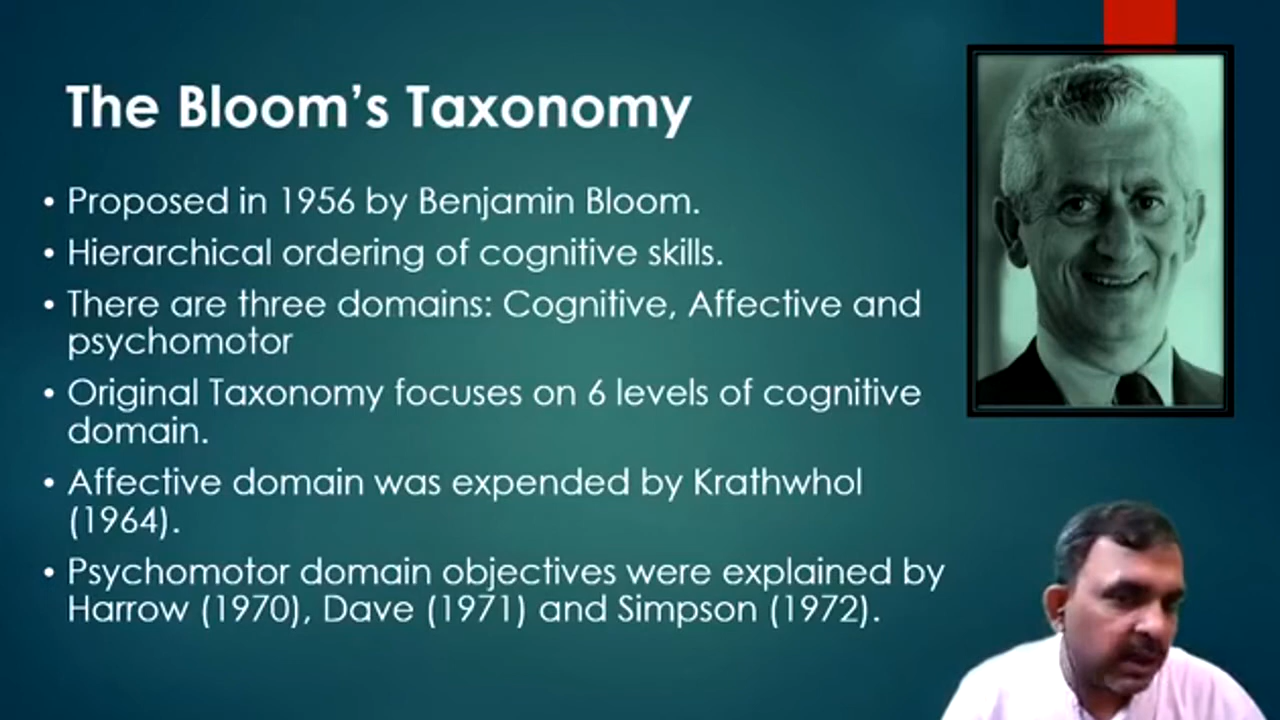 The Bloom’s Taxonomy
• Proposed in 1956 by Benjamin Bloom.
• Hierarchical ordering of cognitive skills.
• There are three domains: Cognitive, Affective and
psychomotor
• Original Taxonomy focuses on 6 levels of cognitive
domain.
• Affective domain was expended by Krathwhol
(1964).
• Psychomotor domain objectives were explained by
Harrow (1970), Dave (1971) and Simpson (1972).